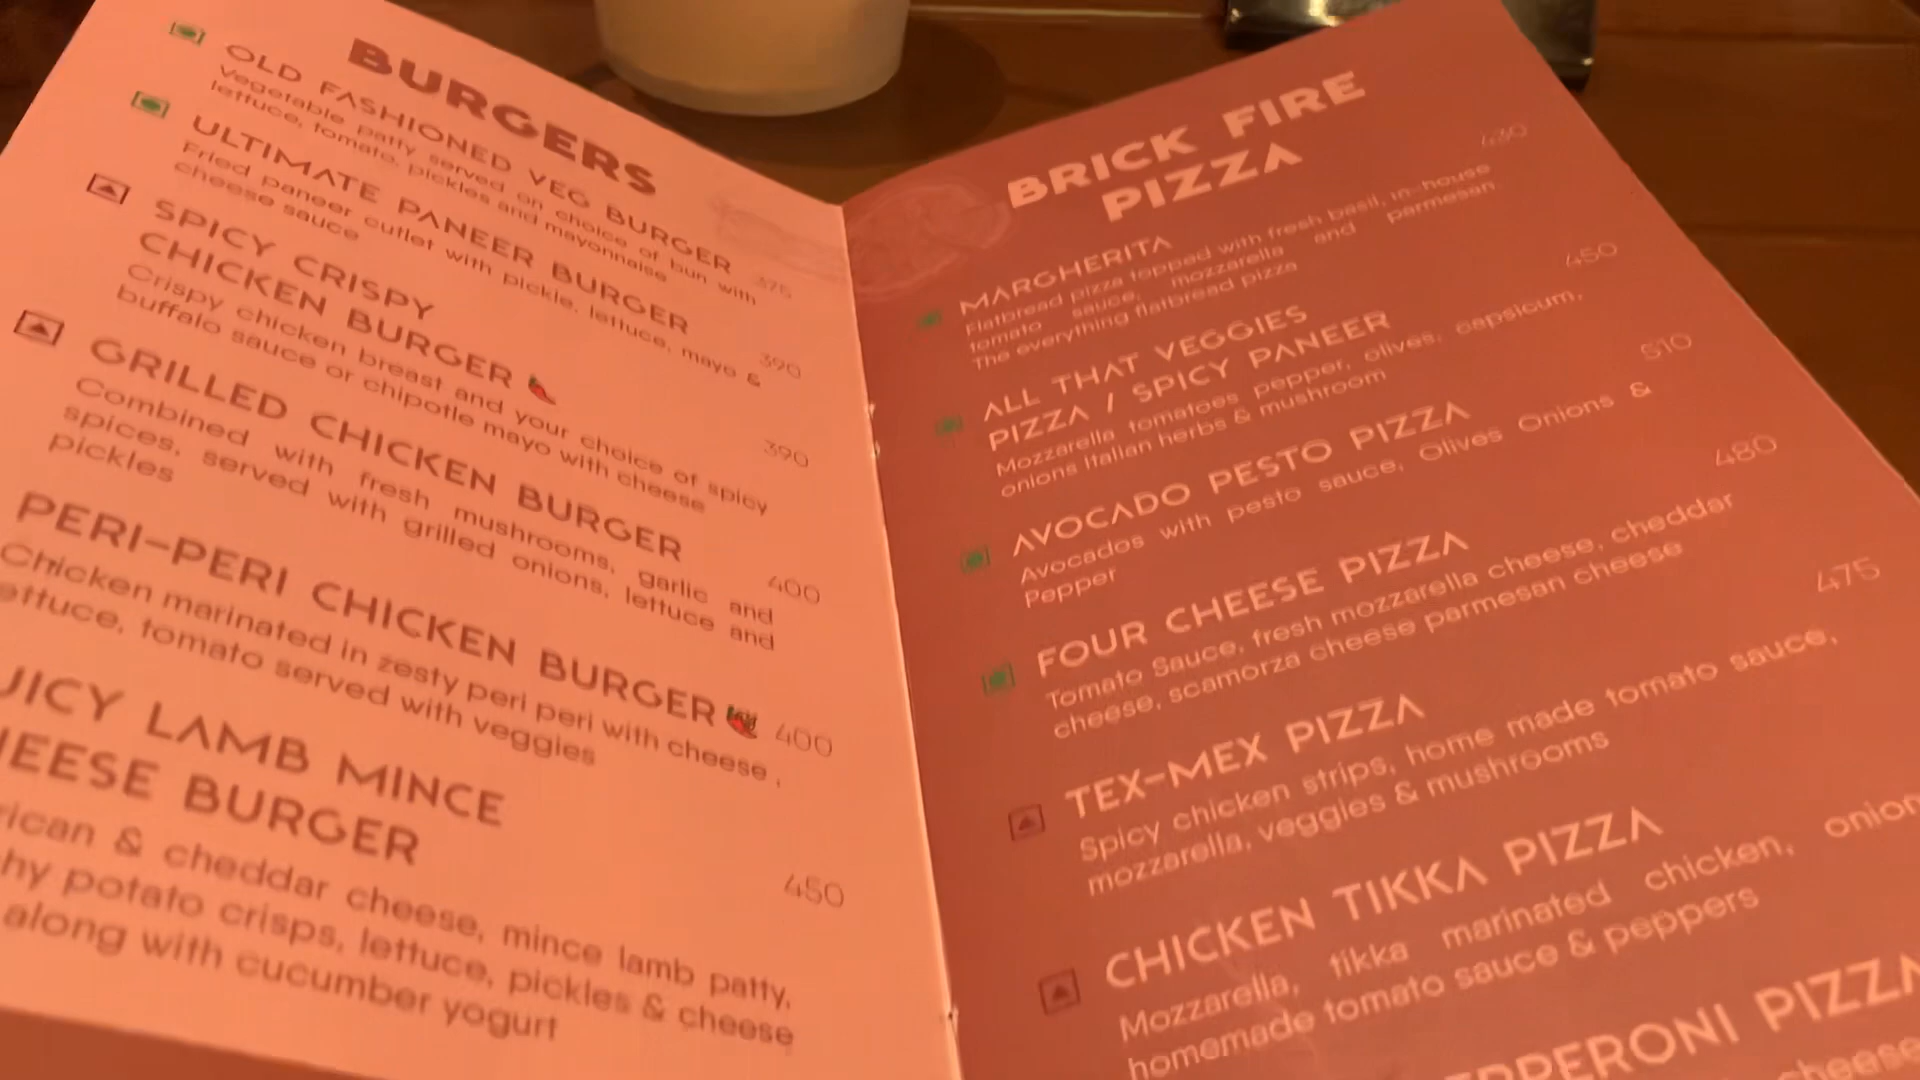 BURGERS
OLD FASHIONED VEG BURGER 375
Vegetable patty served on choice of bun with
lettuce, tomato, pickles and mayonnaise
ULTIMATE PANEER BURGER 390
Fried paneer cutlet with pickle, lettuce, mayo &
cheese sauce
SPICY CRISPY
CHICKEN BURGER 390
Crispy chicken breast and your choice of spicy
buffalo sauce or chipotle mayo with cheese
GRILLED CHICKEN BURGER 400
Combined with fresh mushrooms, garlic and
spices, served with grilled onions, lettuce and
pickles
PERI-PERI CHICKEN BURGER 400
Chicken marinated in zesty peri peri with cheese,
lettuce, tomato served with veggies
JUICY LAMB MINCE
CHEESE BURGER 450
& cheddar cheese, mince lamb patty,
potato crisps, lettuce, pickles & cheese
along with cucumber yogurt
BRICK FIRE
PIZZA
MARGHERITA 430
Flatbread pizza topped with fresh basil, in-house
tomato sauce, mozzarella and parmesan
The everything flatbread pizza
ALL THAT VEGGIES 450
PIZZA / SPICY PANEER
Mozzarella tomatoes pepper, olives, capsicum,
onions Italian herbs & mushroom
AVOCADO PESTO PIZZA 510
Avocados with pesto sauce, Olives Onions &
Pepper
FOUR CHEESE PIZZA 480
Tomato Sauce, fresh mozzarella cheese, cheddar
cheese, scamorza cheese parmesan cheese
TEX-MEX PIZZA 475
Spicy chicken strips, home made tomato sauce,
mozzarella, veggies & mushrooms
CHICKEN TIKKA PIZZA
Mozzarella, tikka marinated chicken, onion
homemade tomato sauce & peppers
PEPPERONI PIZZA
cheese